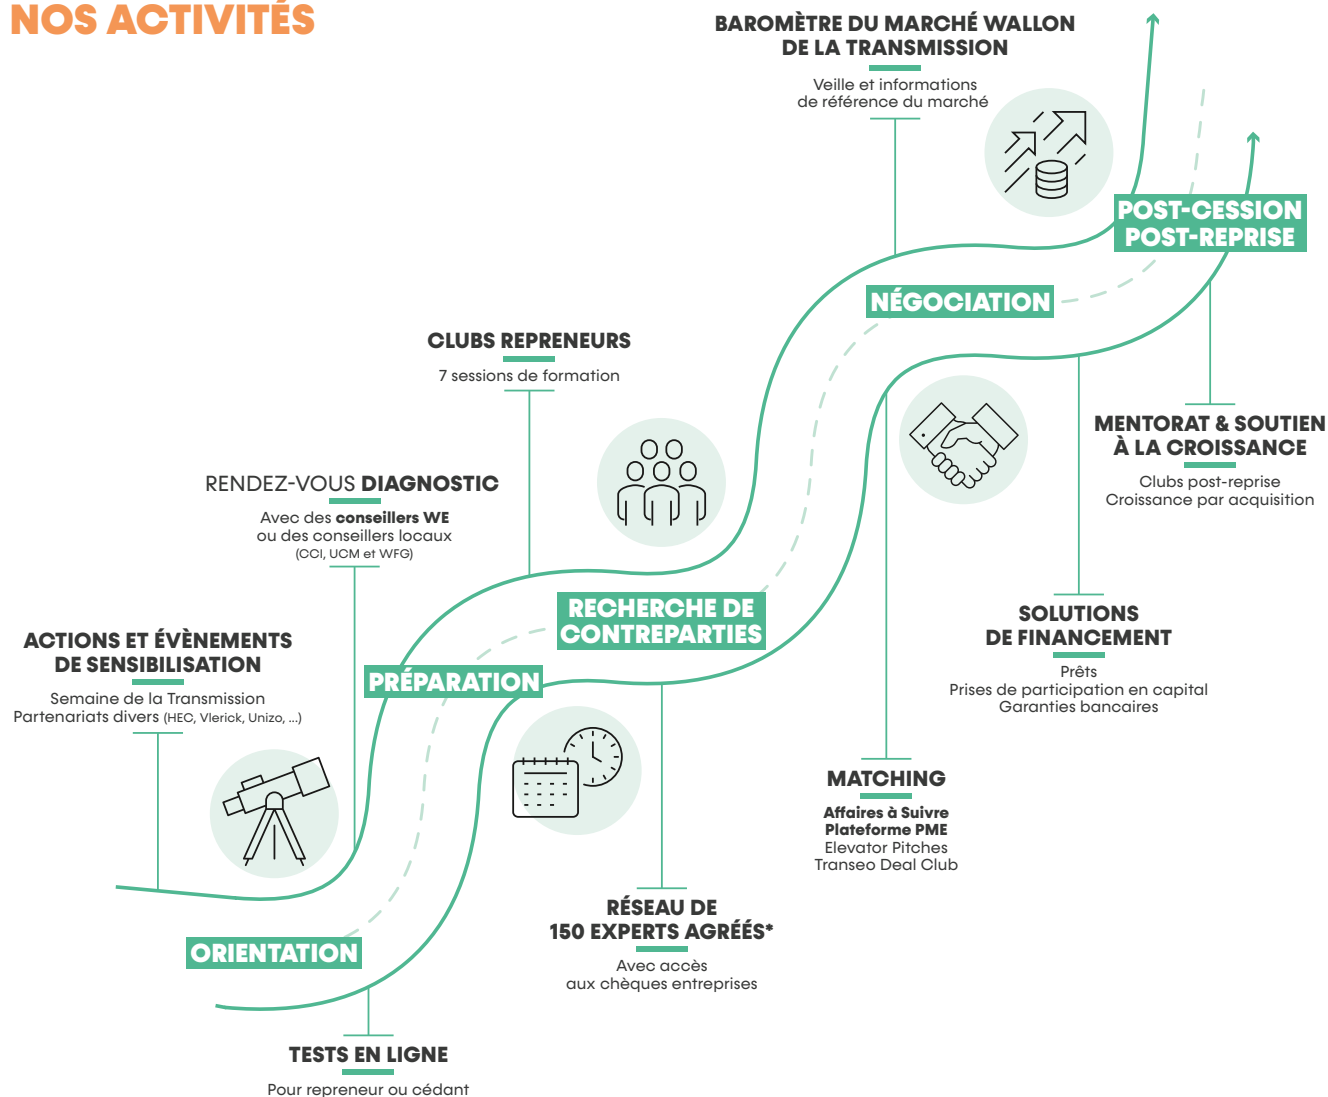 NOS ACTIVITÉS
BAROMÈTRE DU MARCHÉ WALLON
DE LA TRANSMISSION
Veille et informations
de référence du marché
POST-CESSION
POST-REPRISE
NÉGOCIATION
CLUBS REPRENEURS
7 sessions de formation
MENTORAT & SOUTIEN
À LA CROISSANCE
Clubs post-reprise
Croissance par acquisition
RENDEZ-VOUS DIAGNOSTIC
Avec des conseillers WE
ou des conseillers locaux
(CCI, UCM et WFG)
RECHERCHE DE
CONTREPARTIES
SOLUTIONS
DE FINANCEMENT
Prêts
Prises de participation en capital
Garanties bancaires
ACTIONS ET ÉVÈNEMENTS
DE SENSIBILISATION
Semaine de la Transmission
Partenariats divers (HEC, Vlerick, Unizo, ...)
PRÉPARATION
MATCHING
Affaires à Suivre
Plateforme PME
Elevator Pitches
Transeo Deal Club
RÉSEAU DE
150 EXPERTS AGRÉÉS*
Avec accès
aux chèques entreprises
ORIENTATION
TESTS EN LIGNE
Pour repreneur ou cédant